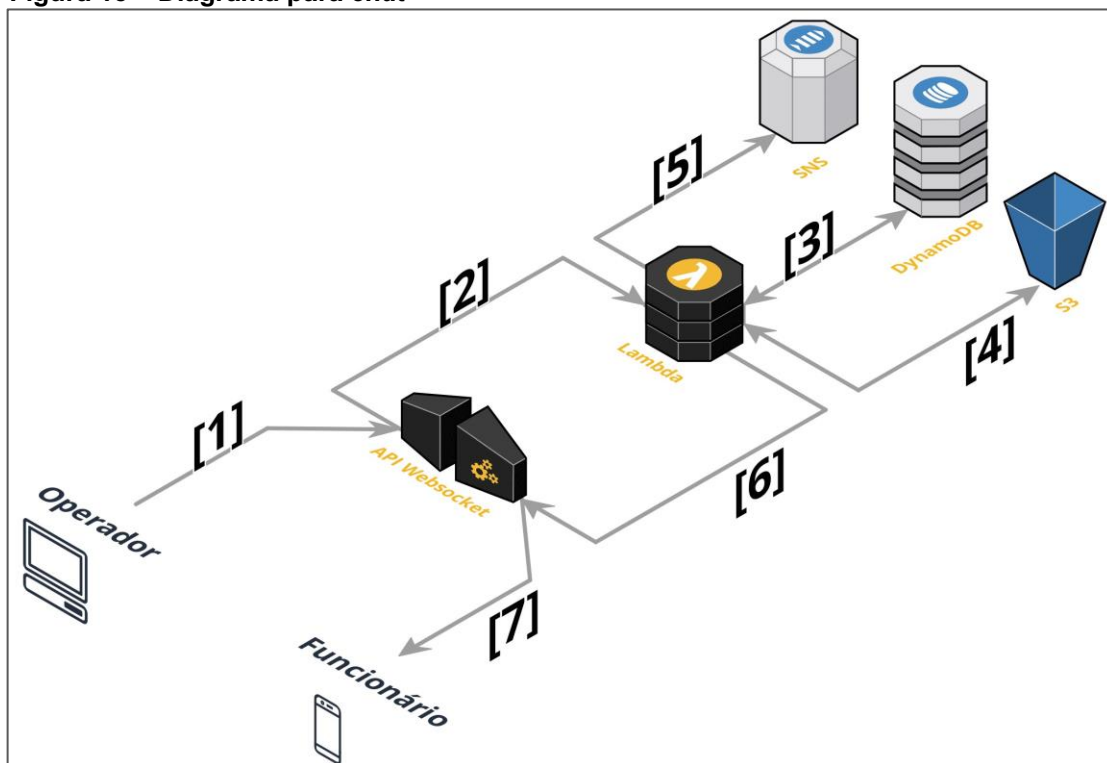 Figura 13 – Diagrama para chat
[5]
SNS
[2]
[3]
DynamoDB
Lambda
S3
[4]
[1]
API Websocket
[6]
Operador
[7]
Funcionário